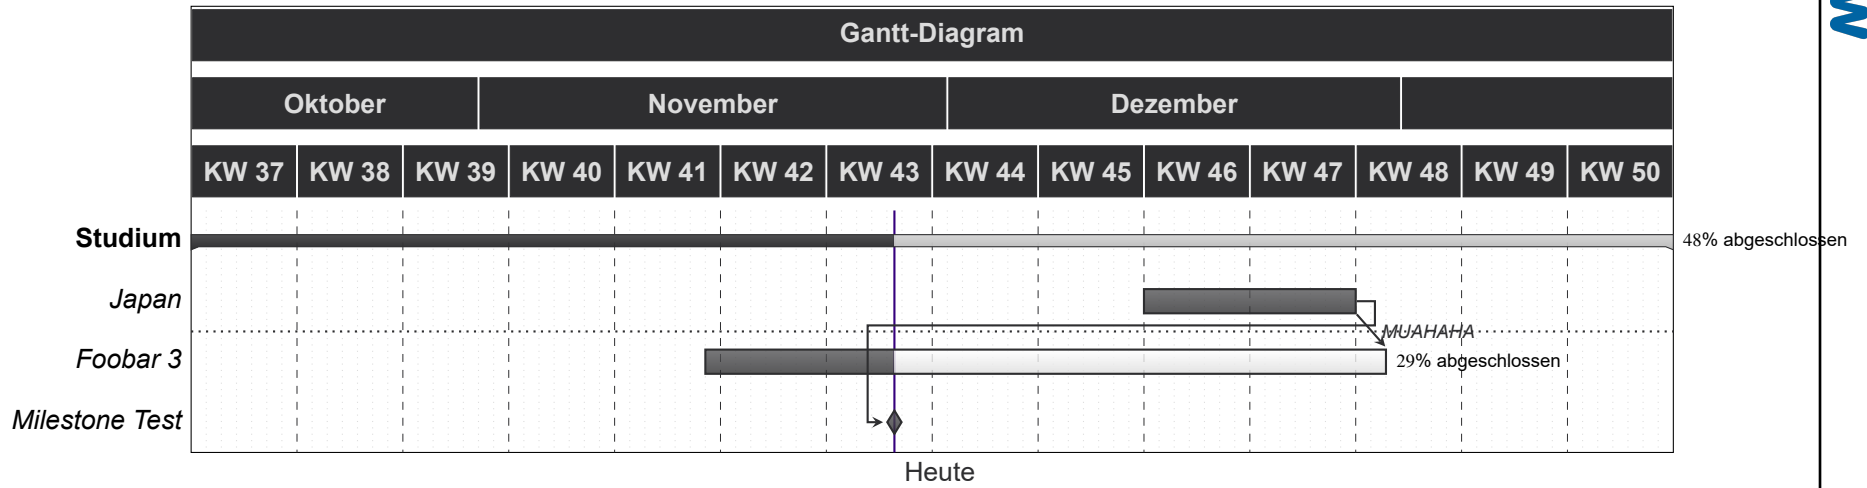 Gantt-Diagram
Oktober November Dezember
KW 37 KW 38 KW 39 KW 40 KW 41 KW 42 KW 43 KW 44 KW 45 KW 46 KW 47 KW 48 KW 49 KW 50
Studium 48% abgeschlossen
Japan
MUAHAHA
Foobar 3 29% abgeschlossen
Milestone Test
Heute